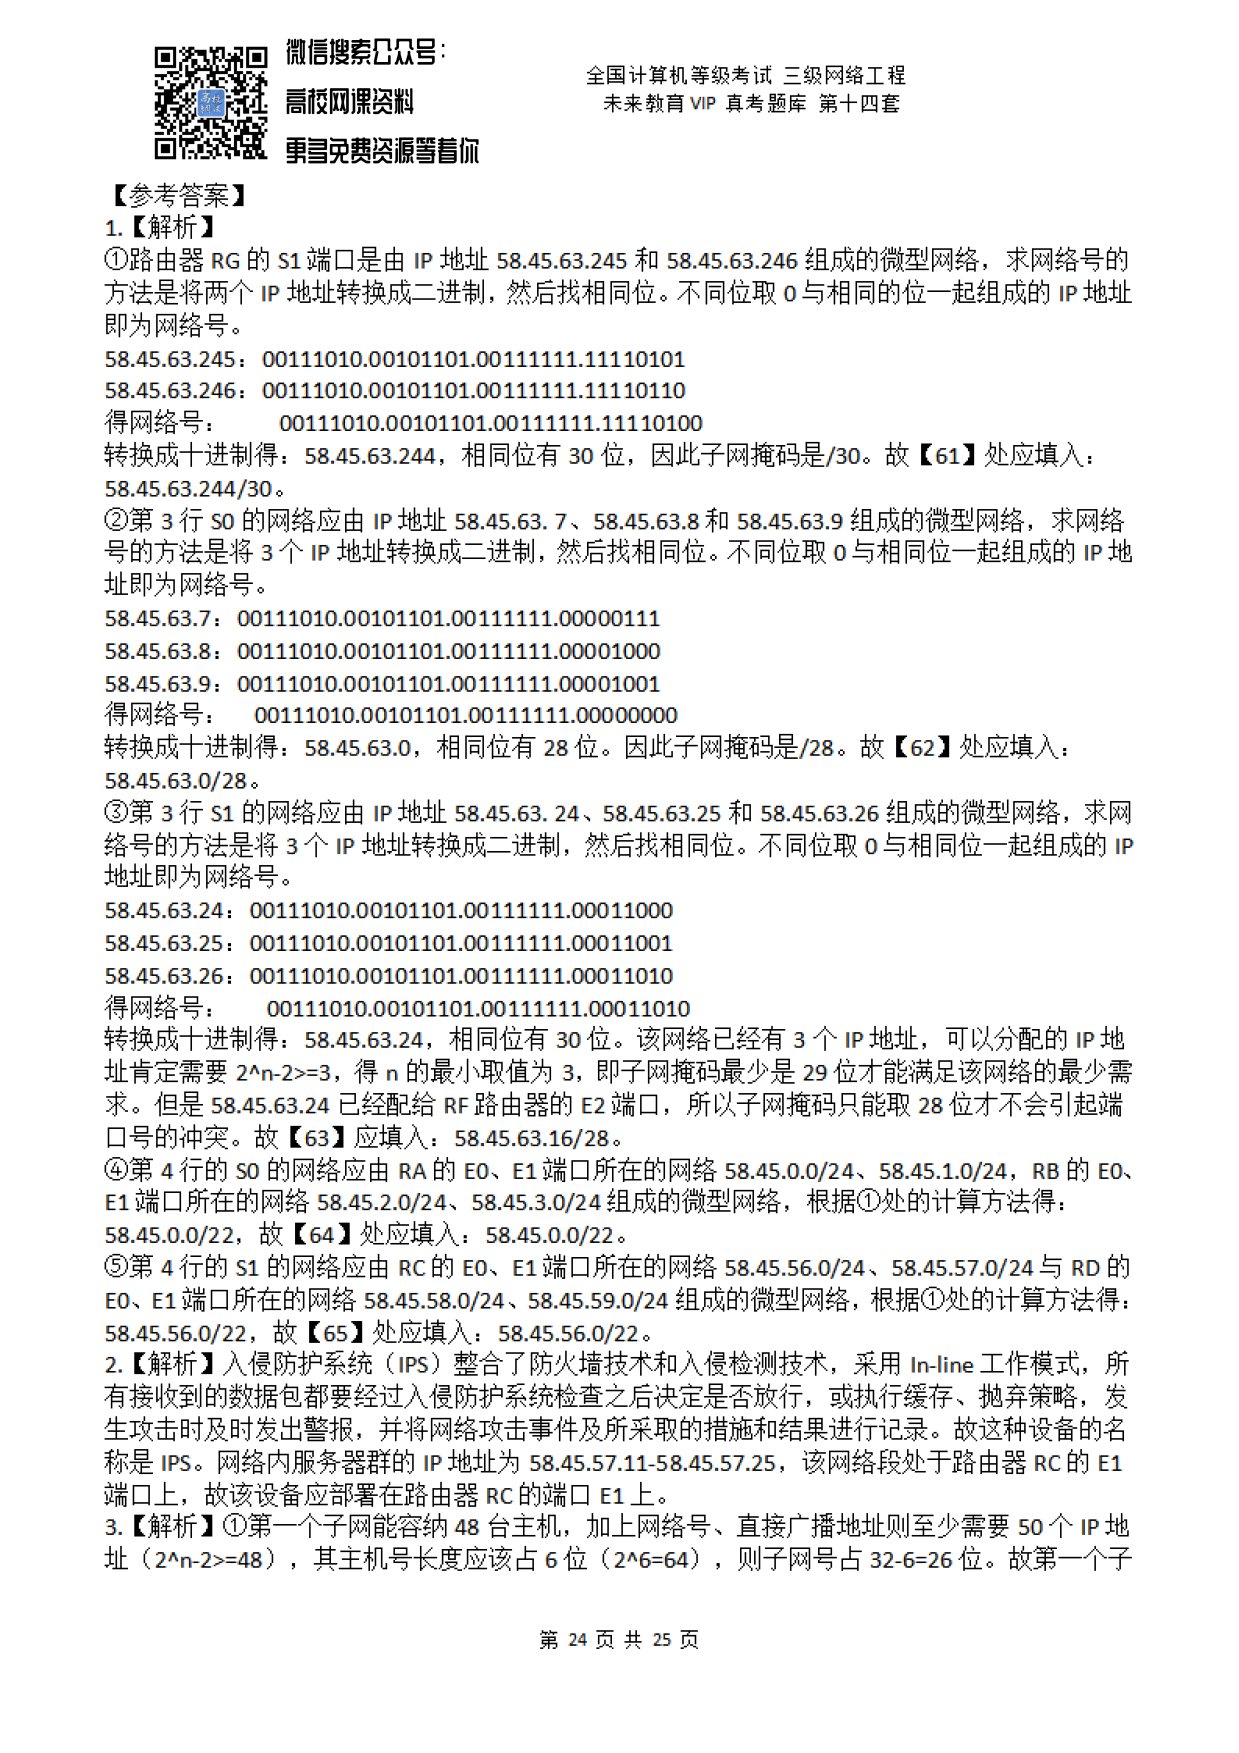 微信搜索公众号：
高校网课资料
更多免费资源等着你
全国计算机等级考试 三级网络工程
未来教育 VIP 真考题库 第十四套
【参考答案】
1.【解析】
①路由器 RG 的 S1 端口是由 IP 地址 58.45.63.245 和 58.45.63.246 组成的微型网络，求网络号的
方法是将两个 IP 地址转换成二进制，然后找相同位。不同位取 0 与相同的位一起组成的 IP 地址
即为网络号。
58.45.63.245：00111010.00101101.00111111.11110101
58.45.63.246：00111010.00101101.00111111.11110110
得网络号： 00111010.00101101.00111111.11110100
转换成十进制得：58.45.63.244，相同位有 30 位，因此子网掩码是/30。故【61】处应填入：
58.45.63.244/30。
②第 3 行 S0 的网络应由 IP 地址 58.45.63. 7、58.45.63.8 和 58.45.63.9 组成的微型网络，求网络
号的方法是将 3 个 IP 地址转换成二进制，然后找相同位。不同位取 0 与相同位一起组成的 IP 地
址即为网络号。
58.45.63.7：00111010.00101101.00111111.00000111
58.45.63.8：00111010.00101101.00111111.00001000
58.45.63.9：00111010.00101101.00111111.00001001
得网络号： 00111010.00101101.00111111.00000000
转换成十进制得：58.45.63.0，相同位有 28 位。因此子网掩码是/28。故【62】处应填入：
58.45.63.0/28。
③第 3 行 S1 的网络应由 IP 地址 58.45.63. 24、58.45.63.25 和 58.45.63.26 组成的微型网络，求网
络号的方法是将 3 个 IP 地址转换成二进制，然后找相同位。不同位取 0 与相同位一起组成的 IP
地址即为网络号。
58.45.63.24：00111010.00101101.00111111.00011000
58.45.63.25：00111010.00101101.00111111.00011001
58.45.63.26：00111010.00101101.00111111.00011010
得网络号： 00111010.00101101.00111111.00011010
转换成十进制得：58.45.63.24，相同位有 30 位。该网络已经有 3 个 IP 地址，可以分配的 IP 地
址肯定需要 2^n-2>=3，得 n 的最小取值为 3，即子网掩码最少是 29 位才能满足该网络的最少需
求。但是 58.45.63.24 已经配给 RF 路由器的 E2 端口，所以子网掩码只能取 28 位才不会引起端
口号的冲突。故【63】应填入：58.45.63.16/28。
④第 4 行的 S0 的网络应由 RA 的 E0、E1 端口所在的网络 58.45.0.0/24、58.45.1.0/24，RB 的 E0、
E1 端口所在的网络 58.45.2.0/24、58.45.3.0/24 组成的微型网络，根据①处的计算方法得：
58.45.0.0/22，故【64】处应填入：58.45.0.0/22。
⑤第 4 行的 S1 的网络应由 RC 的 E0、E1 端口所在的网络 58.45.56.0/24、58.45.57.0/24 与 RD 的
E0、E1 端口所在的网络 58.45.58.0/24、58.45.59.0/24 组成的微型网络，根据①处的计算方法得：
58.45.56.0/22，故【65】处应填入：58.45.56.0/22。
2.【解析】入侵防护系统（IPS）整合了防火墙技术和入侵检测技术，采用 In-line 工作模式，所
有接收到的数据包都要经过入侵防护系统检查之后决定是否放行，或执行缓存、抛弃策略，发
生攻击时及时发出警报，并将网络攻击事件及所采取的措施和结果进行记录。故这种设备的名
称是 IPS。网络内服务器群的 IP 地址为 58.45.57.11-58.45.57.25，该网络段处于路由器 RC 的 E1
端口上，故该设备应部署在路由器 RC 的端口 E1 上。
3.【解析】①第一个子网能容纳 48 台主机，加上网络号、直接广播地址则至少需要 50 个 IP 地
址（2^n-2>=48），其主机号长度应该占 6 位（2^6=64），则子网号占 32-6=26 位。故第一个子
第 24 页 共 25 页